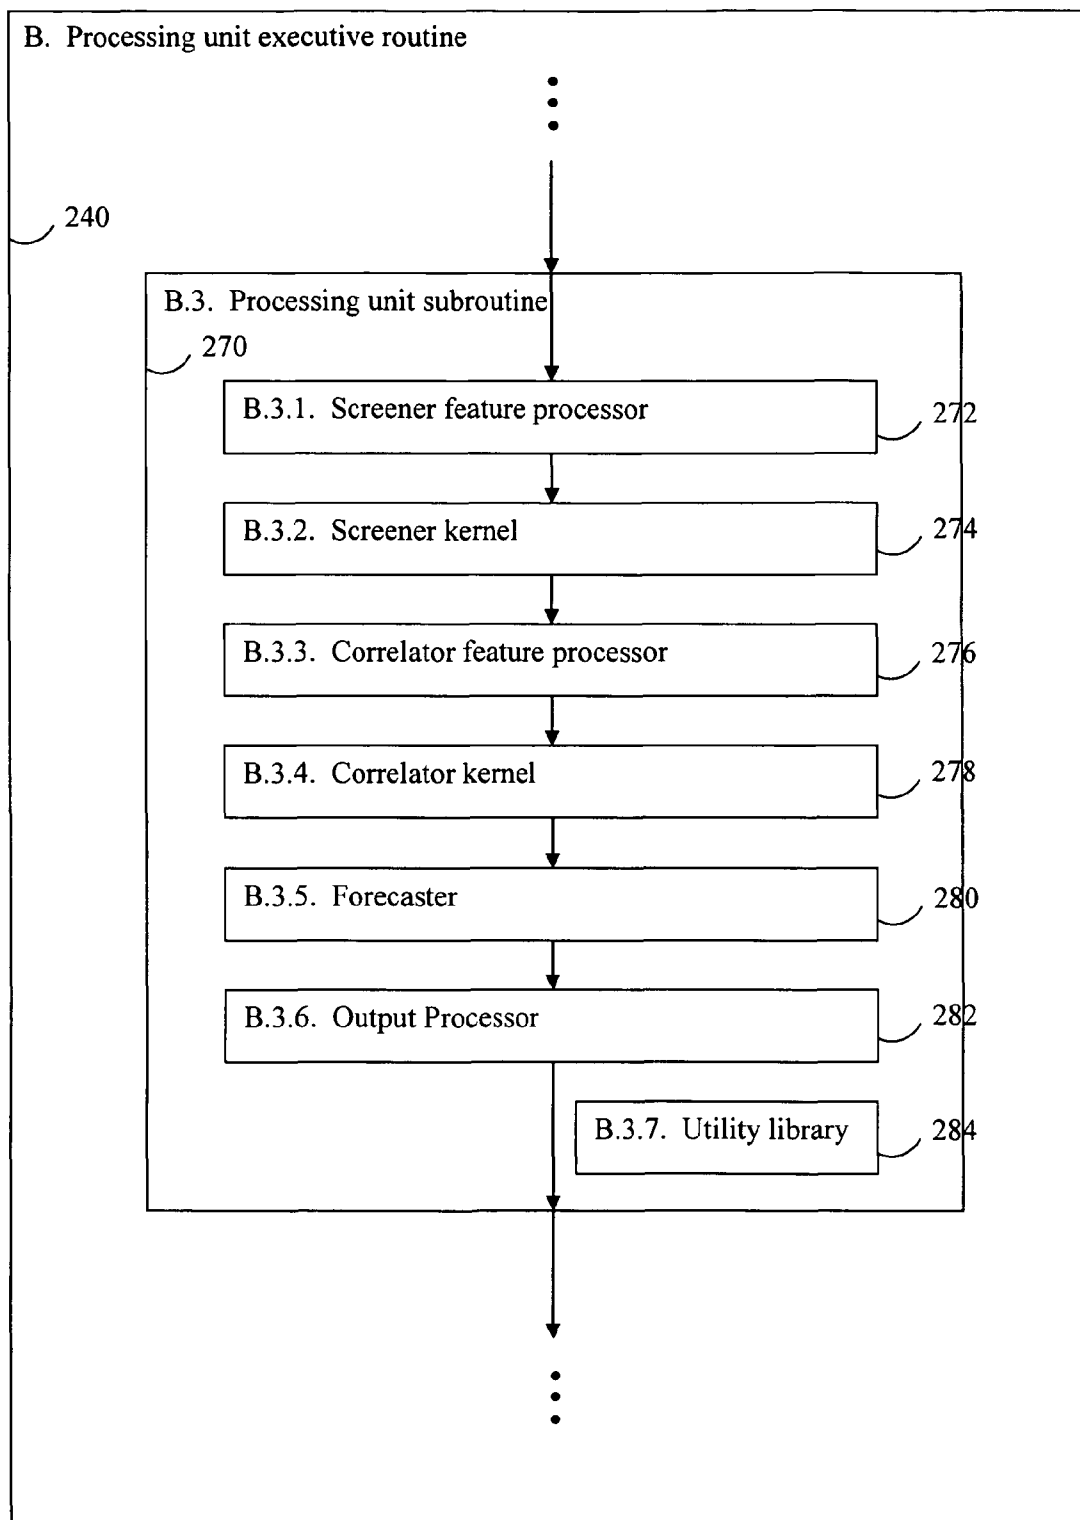 B. Processing unit executive routine
240
B.3. Processing unit subroutine
270
B.3.1. Screener feature processor
272
B.3.2. Screener kernel
274
B.3.3. Correlator feature processor
276
B.3.4. Correlator kernel
278
B.3.5. Forecaster
280
B.3.6. Output Processor
282
B.3.7. Utility library
284